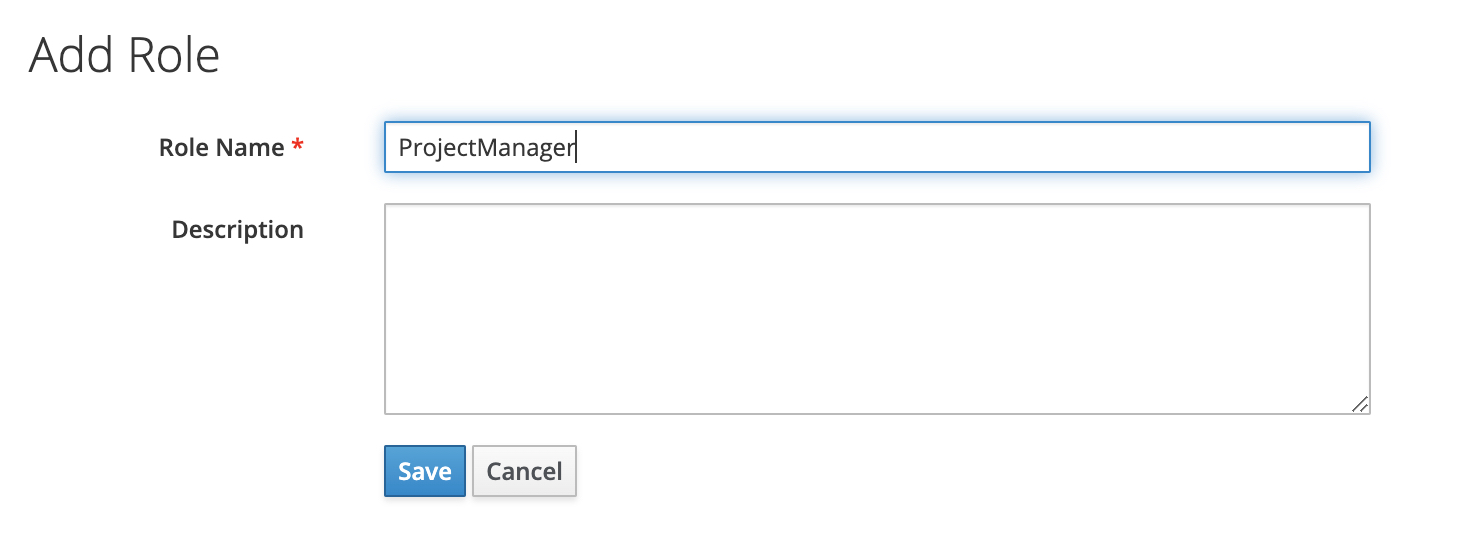 Add Role
Role Name *
ProjectManager
Description
Save Cancel